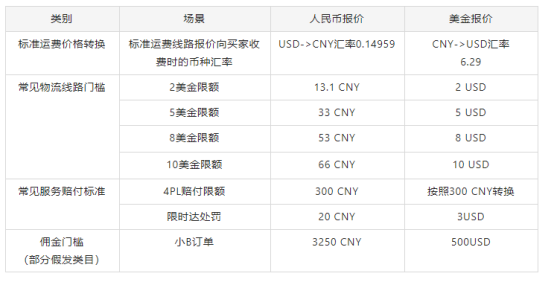 类别 场景 人民币报价 美金报价
标准运费价格转换 标准运费线路报价向买家收 USD->CNY汇率0.14959 CNY->USD汇率
费时的币种汇率 6.29
常见物流线路门槛 2美金限额 13.1 CNY 2 USD
5美金限额 33 CNY 5 USD
8美金限额 53 CNY 8 USD
10美金限额 66 CNY 10 USD
常见服务赔付标准 4PL赔付限额 300 CNY 按照300 CNY转换
限时达处罚 20 CNY 3USD
佣金门槛 小B订单 3250 CNY 500USD
(部分假发类目)